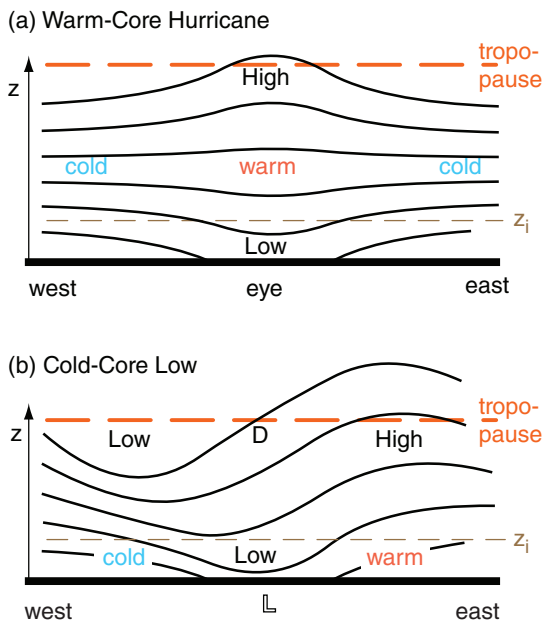 (a) Warm-Core Hurricane
tropo-
pause
z
High
cold
warm
cold
zi
Low
west
eye
east
(b) Cold-Core Low
tropo-
pause
z
Low
D
High
zi
cold
Low
warm
west
L
east